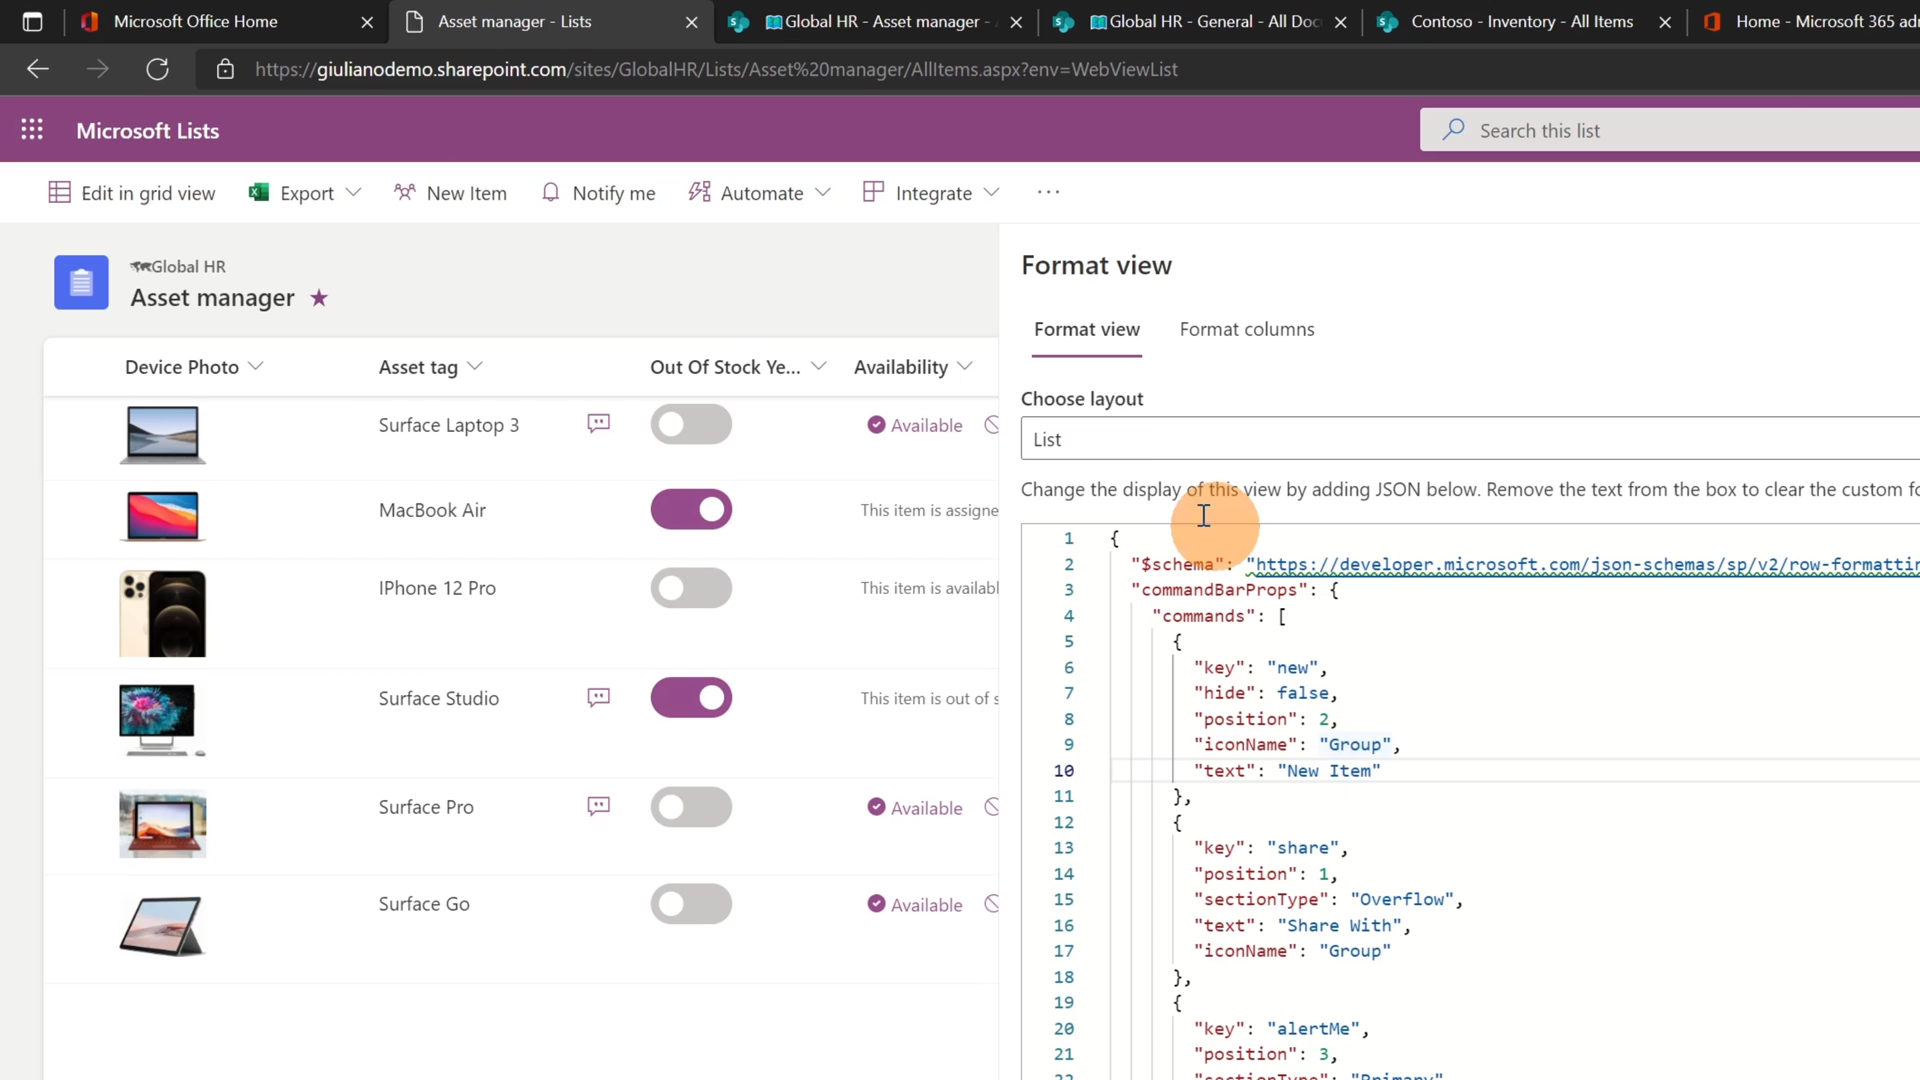 Microsoft Office Home
Asset manager - Lists
Global HR - Asset manager -
Global HR - General - All Doc
Contoso - Inventory - All Items
Home - Microsoft 365 adm
https://giulianodemo.sharepoint.com/sites/GlobalHR/Lists/Asset%20manager/AllItems.aspx?env=WebViewList
Microsoft Lists
Search this list
Edit in grid view
Export
New Item
Notify me
Automate
Integrate
Global HR
Asset manager
Device Photo
Asset tag
Out Of Stock Ye...
Availability
Surface Laptop 3
Available
MacBook Air
This item is assigne
IPhone 12 Pro
This item is availabl
Surface Studio
This item is out of s
Surface Pro
Available
Surface Go
Available
Format view
Format view
Format columns
Choose layout
List
Change the display of this view by adding JSON below. Remove the text from the box to clear the custom fo
1 {
2 "$schema": "https://developer.microsoft.com/json-schemas/sp/v2/row-formattin
3 "commandBarProps": {
4 "commands": [
5 {
6 "key": "new",
7 "hide": false,
8 "position": 2,
9 "iconName": "Group",
10 "text": "New Item"
11 },
12 {
13 "key": "share",
14 "position": 1,
15 "sectionType": "Overflow",
16 "text": "Share With",
17 "iconName": "Group"
18 },
19 {
20 "key": "alertMe",
21 "position": 3,
22 "sectionType": "Primary"